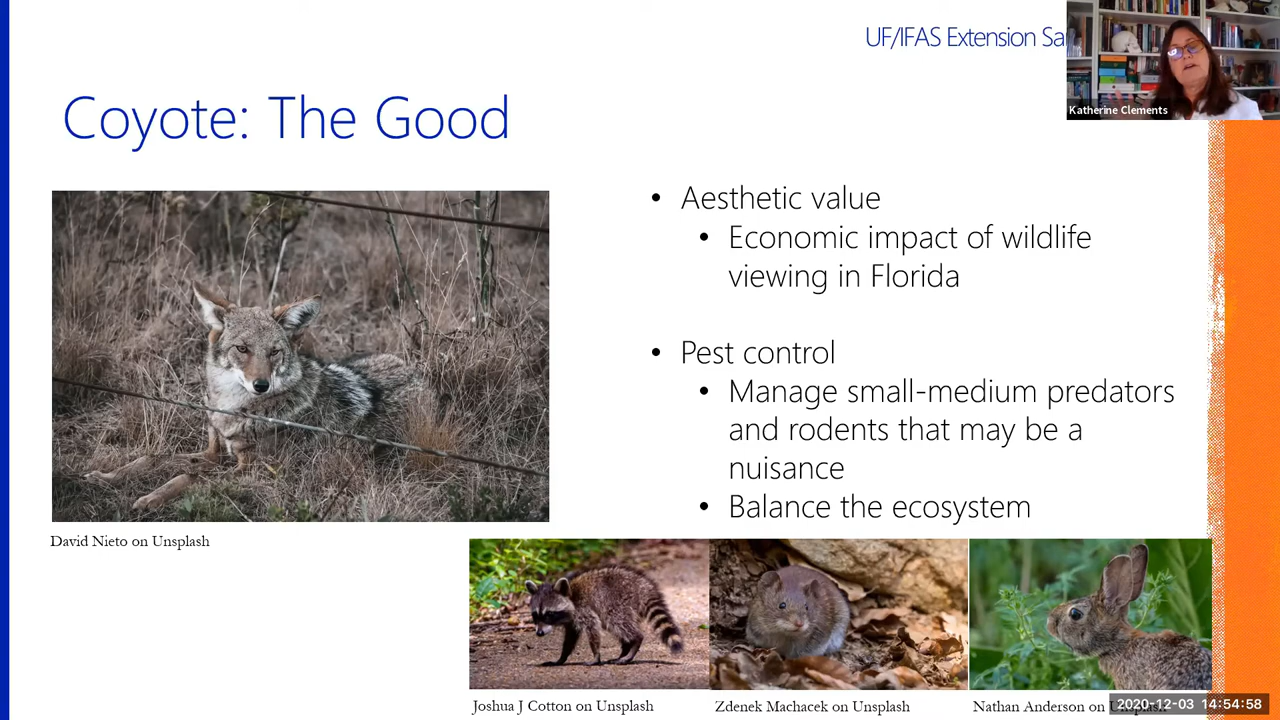 UF/IFAS Extension Sa
Katherine Clements
Coyote: The Good
• Aesthetic value
• Economic impact of wildlife
viewing in Florida
• Pest control
• Manage small-medium predators
and rodents that may be a
nuisance
• Balance the ecosystem
David Nieto on Unsplash
Joshua J Cotton on Unsplash
Zdenek Machacek on Unsplash
Nathan Anderson on Unsplash
2020-12-03 14:54:58